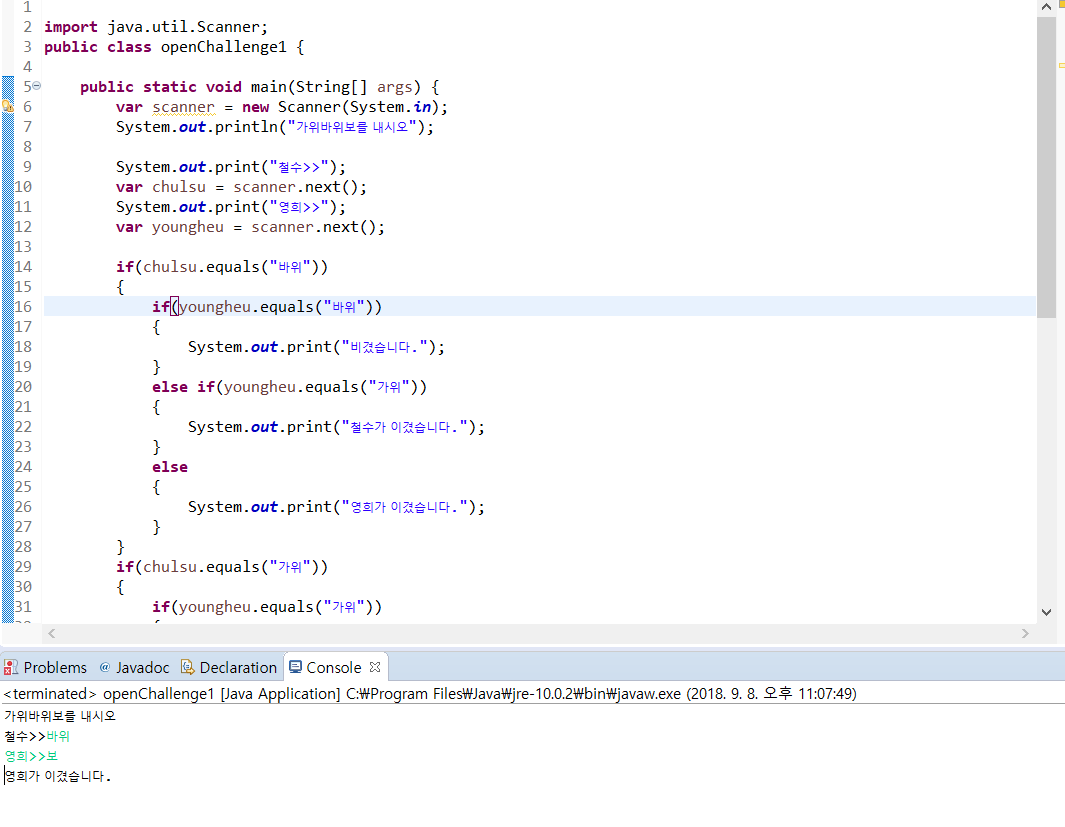 1
2 import java.util.Scanner;
3 public class openChallenge1 {
4
5 public static void main(String[] args) {
6 var scanner = new Scanner(System.in);
7 System.out.println("가위바위보를 내시오");
8
9 System.out.print("철수>>");
10 var chulsu = scanner.next();
11 System.out.print("영희>>");
12 var youngheu = scanner.next();
13
14 if(chulsu.equals("바위"))
15 {
16 if(youngheu.equals("바위"))
17 {
18 System.out.print("비겼습니다.");
19 }
20 else if(youngheu.equals("가위"))
21 {
22 System.out.print("철수가 이겼습니다.");
23 }
24 else
25 {
26 System.out.print("영희가 이겼습니다.");
27 }
28 }
29 if(chulsu.equals("가위"))
30 {
31 if(youngheu.equals("가위"))
Problems @ Javadoc Declaration Console
<terminated> openChallenge1 [Java Application] C:₩Program Files₩Java₩jre-10.0.2₩bin₩javaw.exe (2018. 9. 8. 오후 11:07:49)
가위바위보를 내시오
철수>>바위
영희>>보
영희가 이겼습니다.